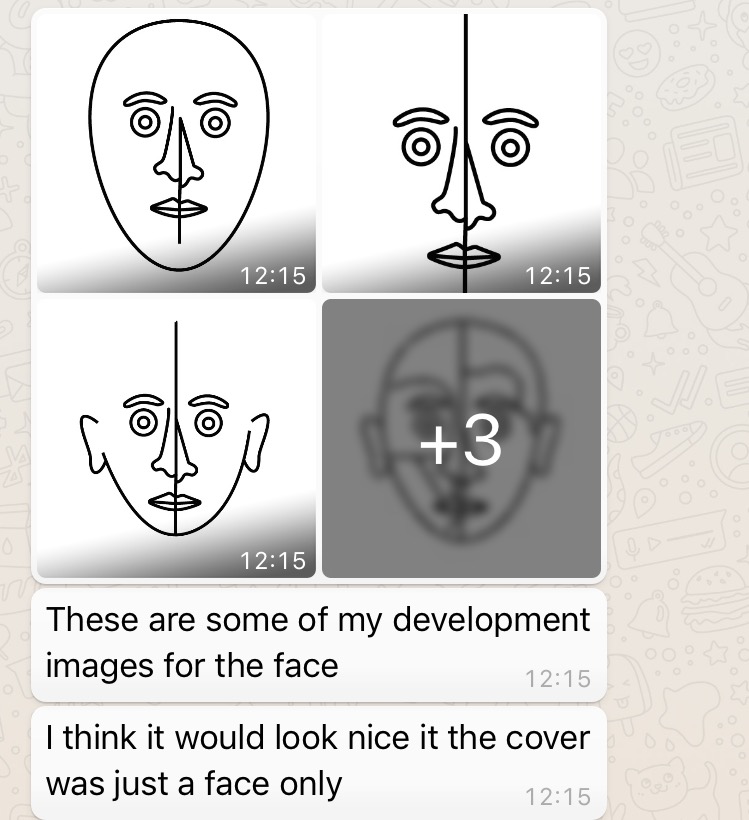 12:15
12:15
12:15
+3
These are some of my development
images for the face
12:15
I think it would look nice it the cover
was just a face only
12:15